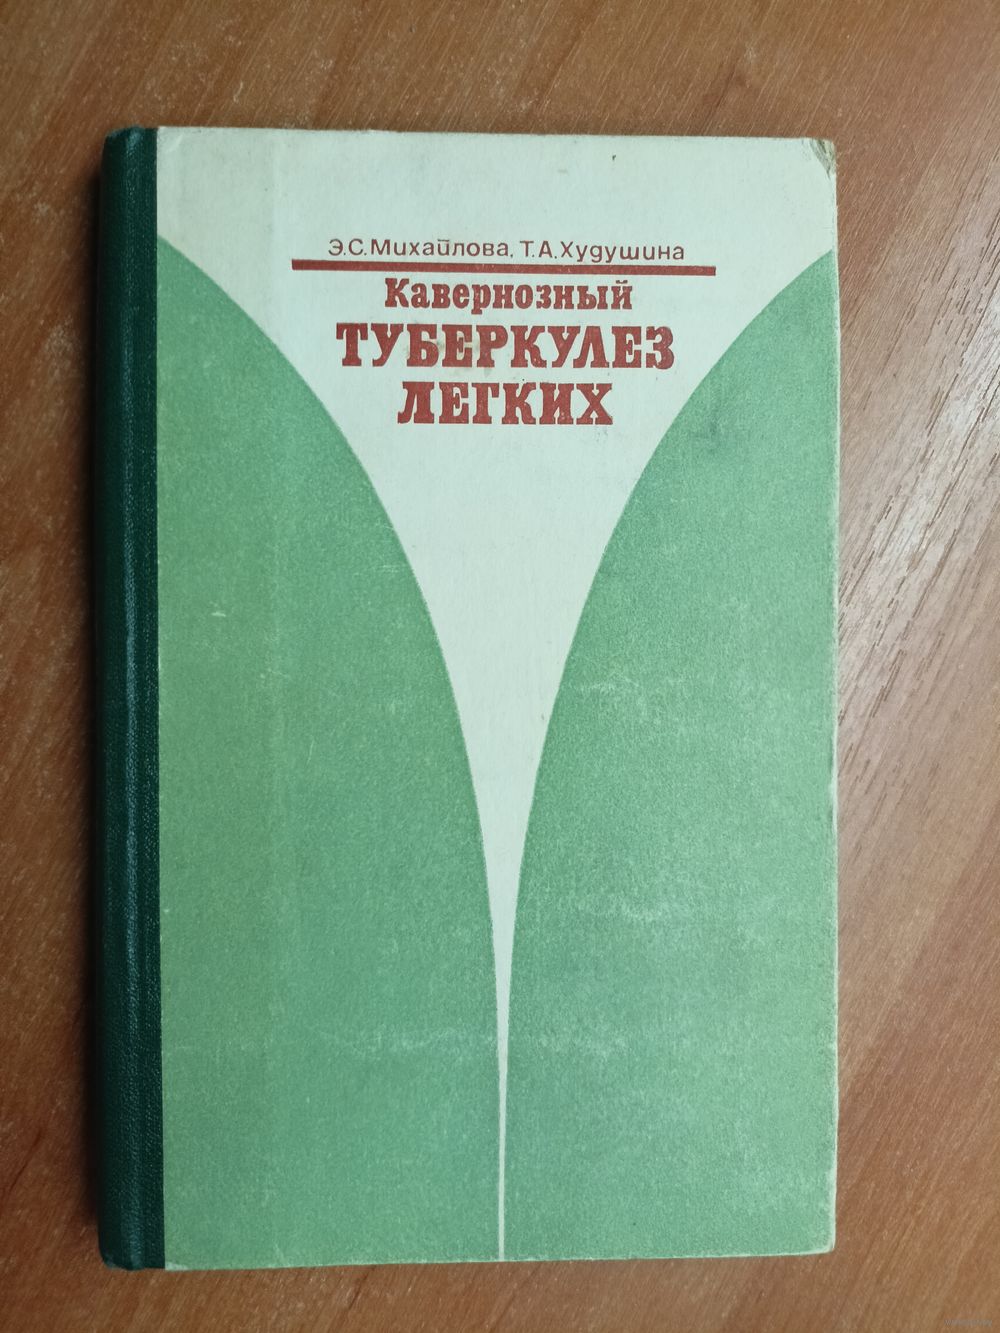 Э.С.Михайлова, Т.А.Худушина
Кавернозный
ТУБЕРКУЛЕЗ
ЛЕГКИХ